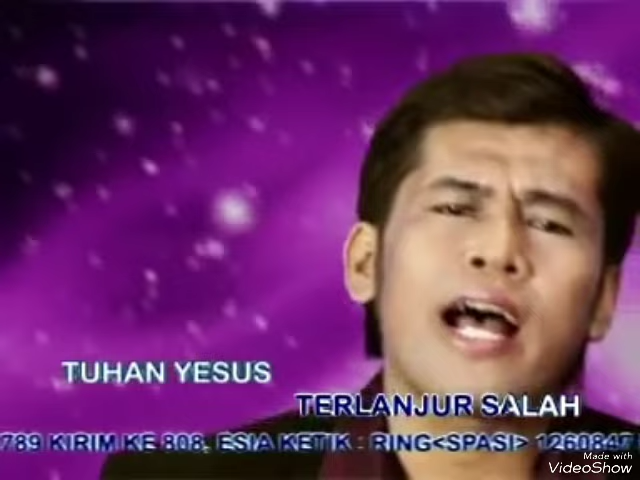 TUHAN YESUS
TERLANJUR SALAH
789 KIRIM KE 808, ESIA KETIK : RING<SPASI> 1260847
Made with
VideoShow